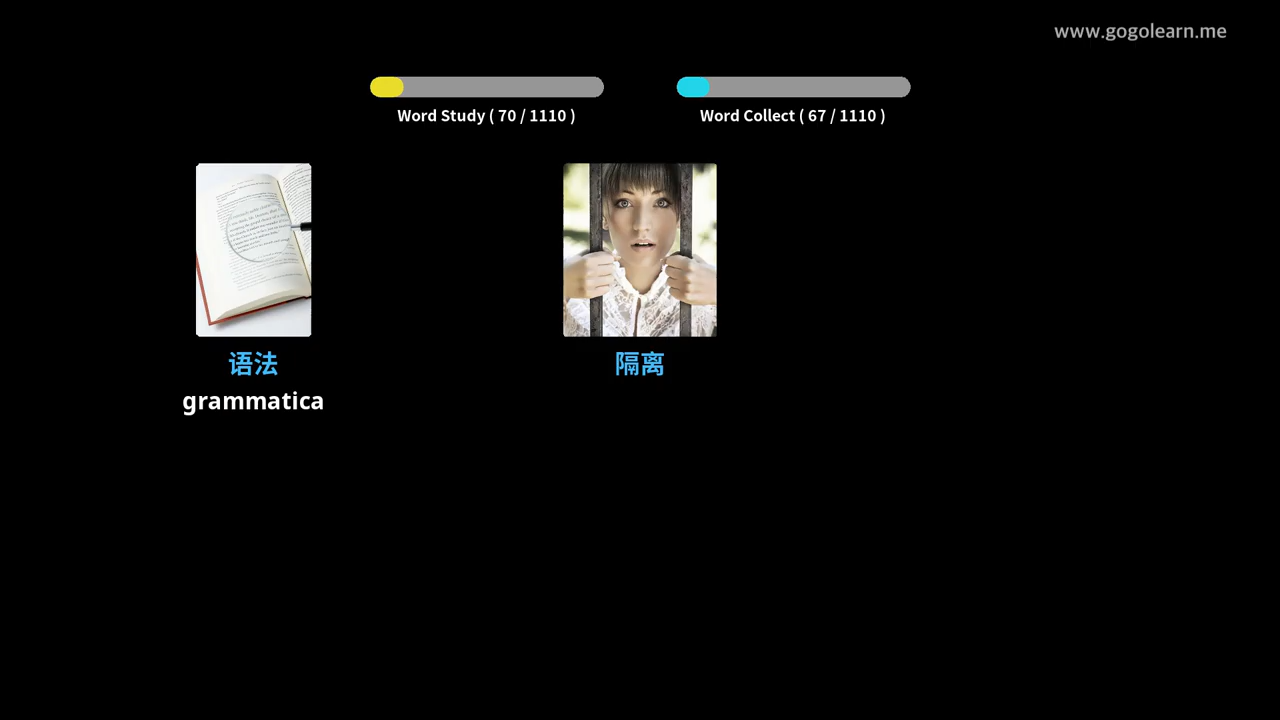 www.gogolearn.me
Word Study ( 70 / 1110 )
Word Collect ( 67 / 1110 )
语法
隔离
grammatica